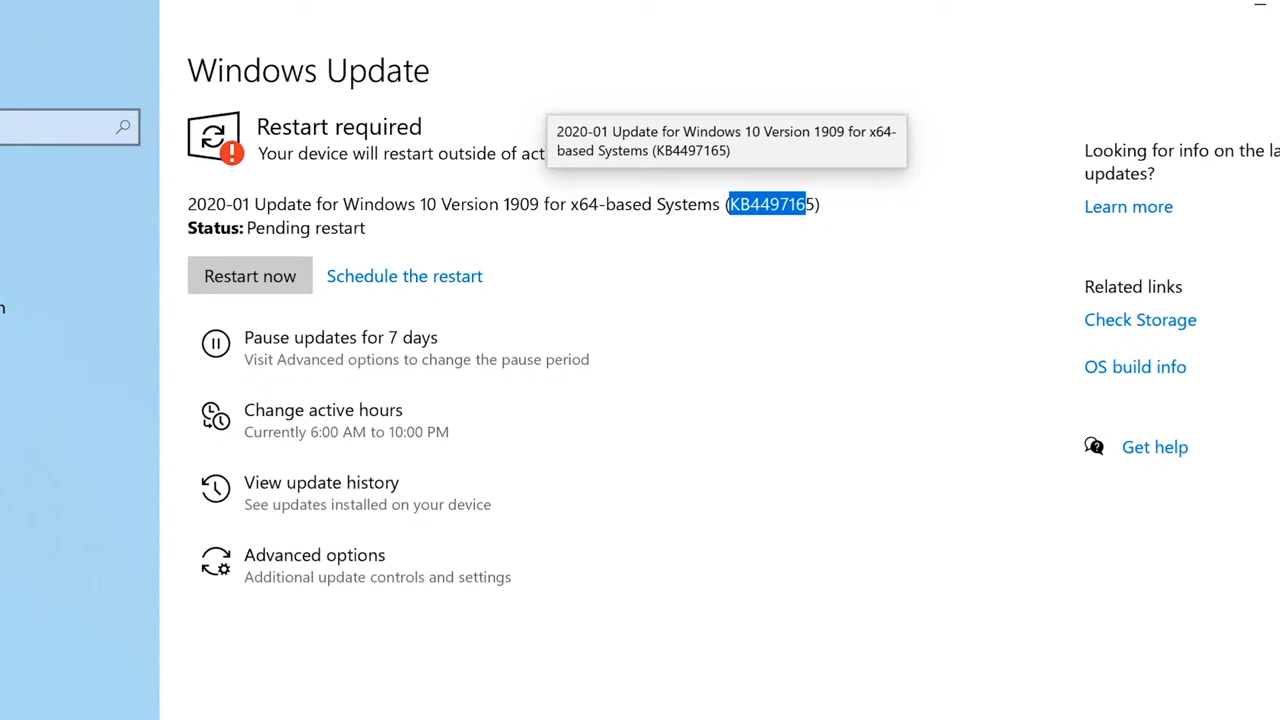 Windows Update
Restart required
Your device will restart outside of act
2020-01 Update for Windows 10 Version 1909 for x64-
based Systems (KB4497165)
2020-01 Update for Windows 10 Version 1909 for x64-based Systems (KB4497165)
Status: Pending restart
Restart now
Schedule the restart
Pause updates for 7 days
Visit Advanced options to change the pause period
Change active hours
Currently 6:00 AM to 10:00 PM
View update history
See updates installed on your device
Advanced options
Additional update controls and settings
Looking for info on the la
updates?
Learn more
Related links
Check Storage
OS build info
Get help